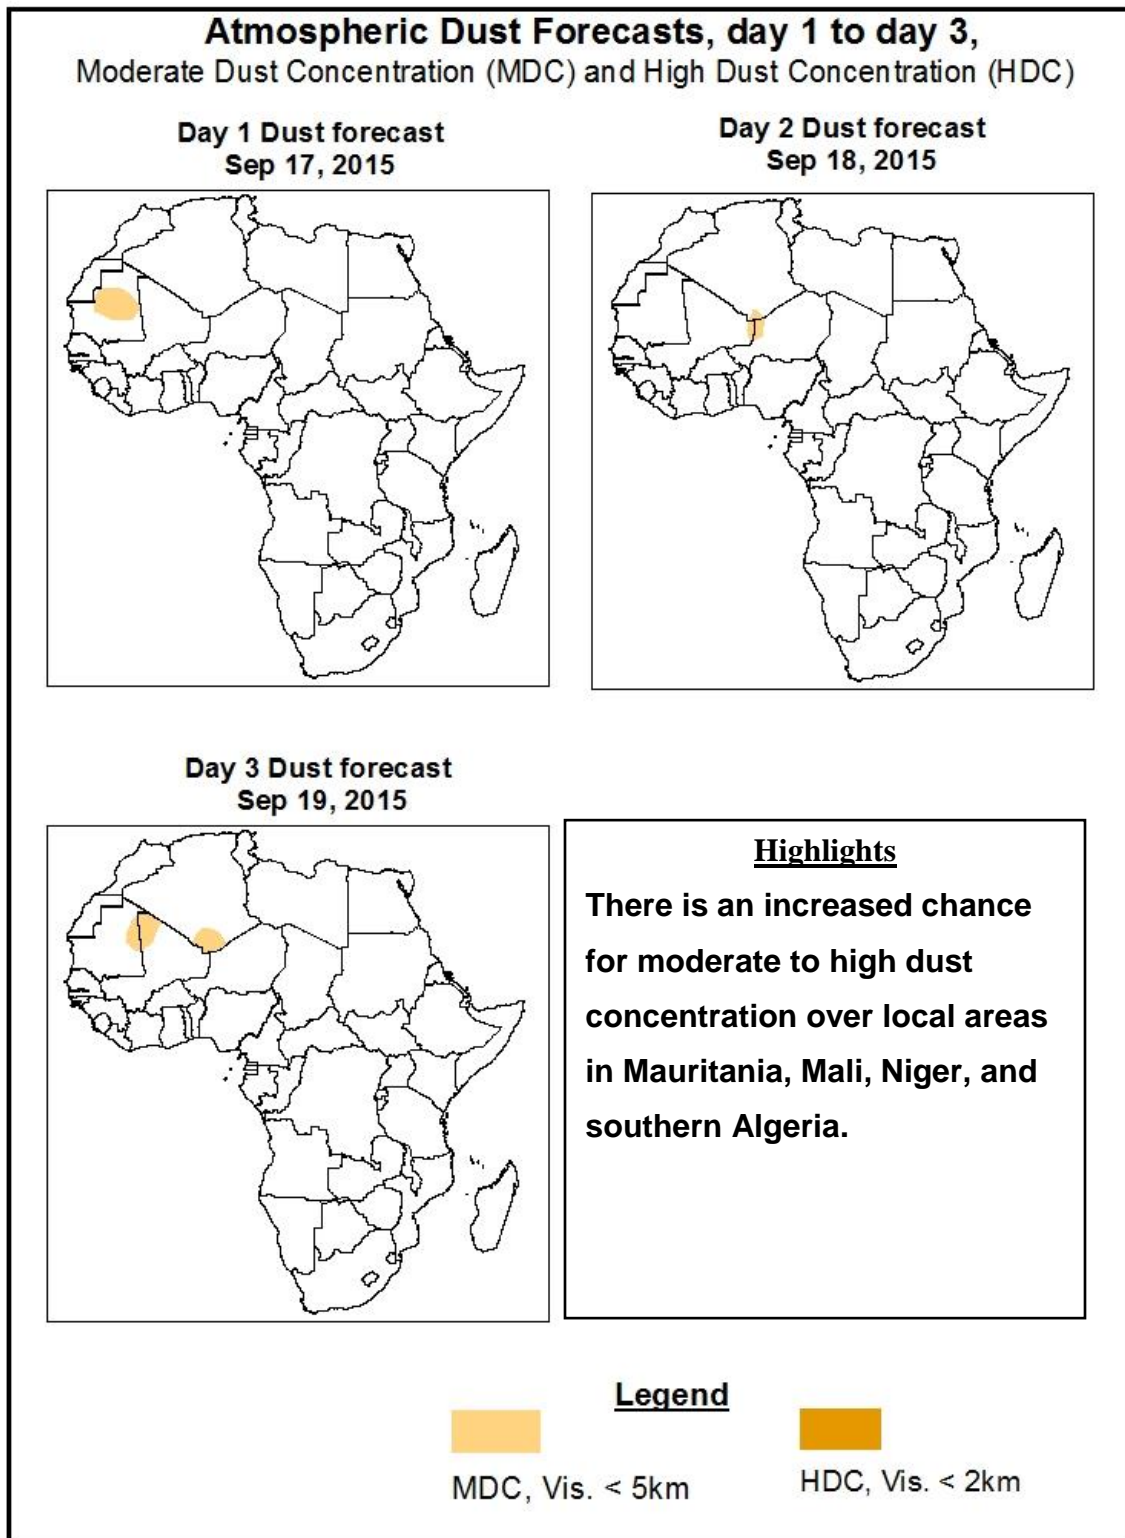 Atmospheric Dust Forecasts, day 1 to day 3,
Moderate Dust Concentration (MDC) and High Dust Concentration (HDC)
Day 1 Dust forecast
Sep 17, 2015
Day 2 Dust forecast
Sep 18, 2015
Day 3 Dust forecast
Sep 19, 2015
Highlights
There is an increased chance
for moderate to high dust
concentration over local areas
in Mauritania, Mali, Niger, and
southern Algeria.
Legend
MDC, Vis. < 5km
HDC, Vis. < 2km